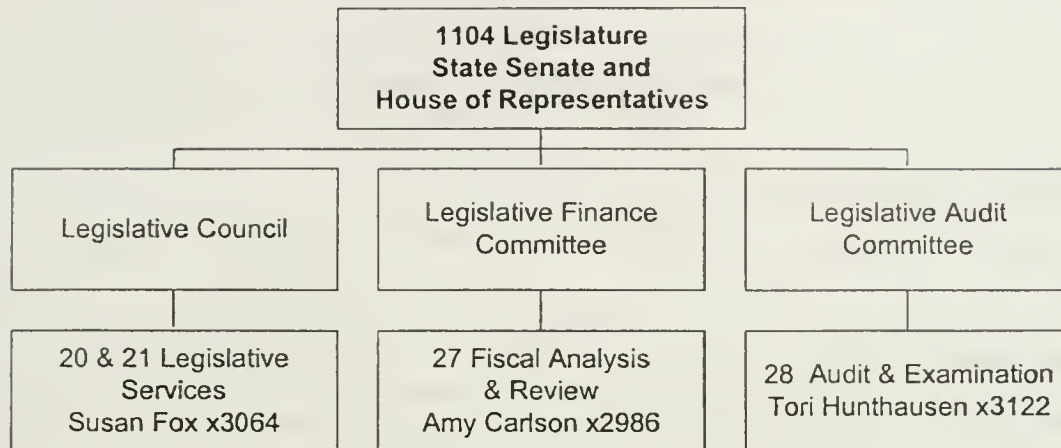 1104 Legislature
State Senate and
House of Representatives
Legislative Council
Legislative Finance
Committee
Legislative Audit
Committee
20 & 21 Legislative
Services
Susan Fox x3064
27 Fiscal Analysis
& Review
Amy Carlson x2986
28 Audit & Examination
Tori Hunthausen x3122